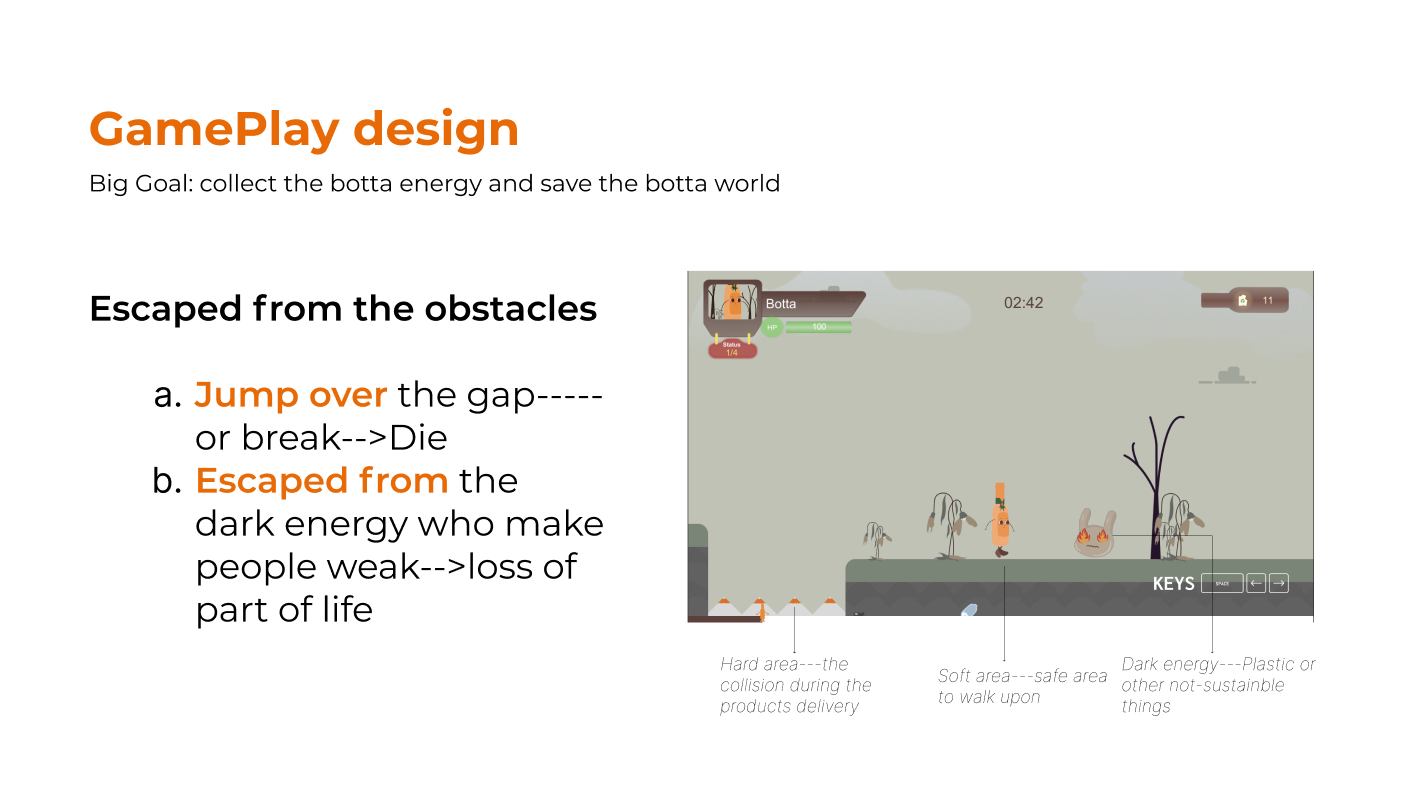 GamePlay design
Big Goal: collect the botta energy and save the botta world
Escaped from the obstacles
a. Jump over the gap-----
or break-->Die
b. Escaped from the
dark energy who make
people weak-->loss of
part of life
Botta
HP 100
Status
1/4
02:42
11
KEYS SPACE ← →
Hard area---the
collision during the
products delivery
Soft area---safe area
to walk upon
Dark energy---Plastic or
other not-sustainble
things